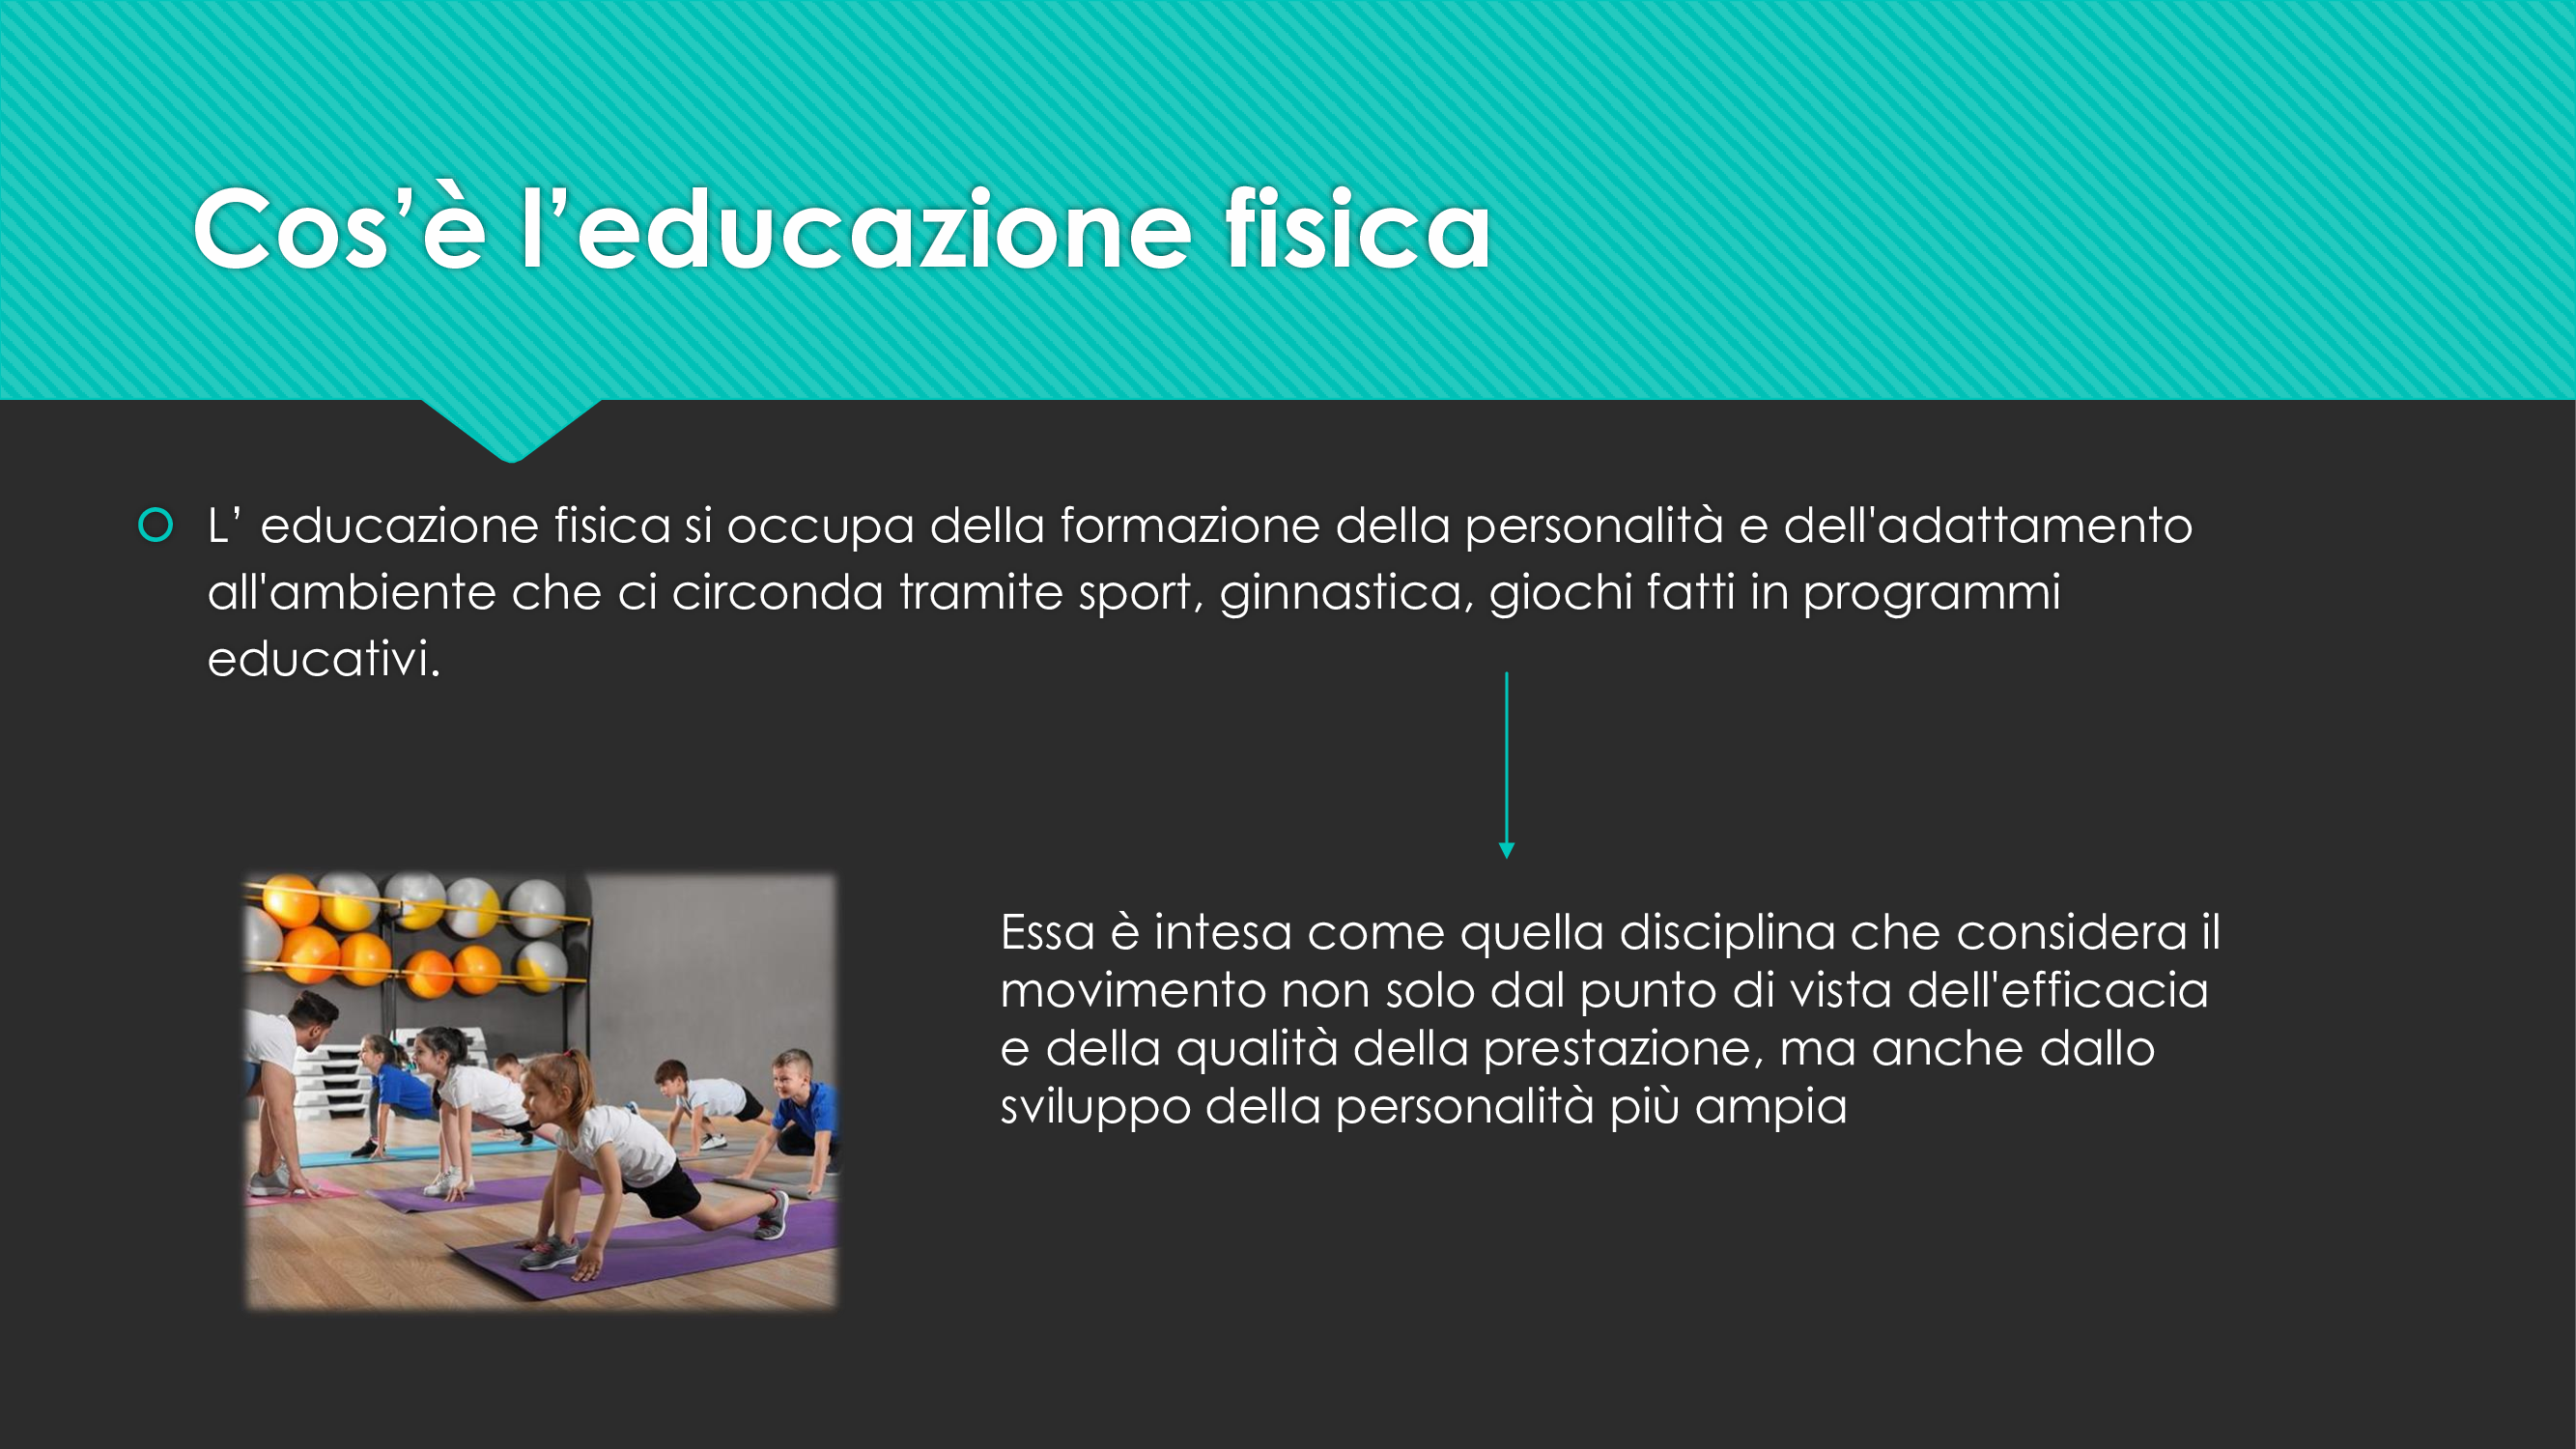 Cos’è l’educazione fisica
L’ educazione fisica si occupa della formazione della personalità e dell'adattamento
all'ambiente che ci circonda tramite sport, ginnastica, giochi fatti in programmi
educativi.
Essa è intesa come quella disciplina che considera il
movimento non solo dal punto di vista dell'efficacia
e della qualità della prestazione, ma anche dallo
sviluppo della personalità più ampia